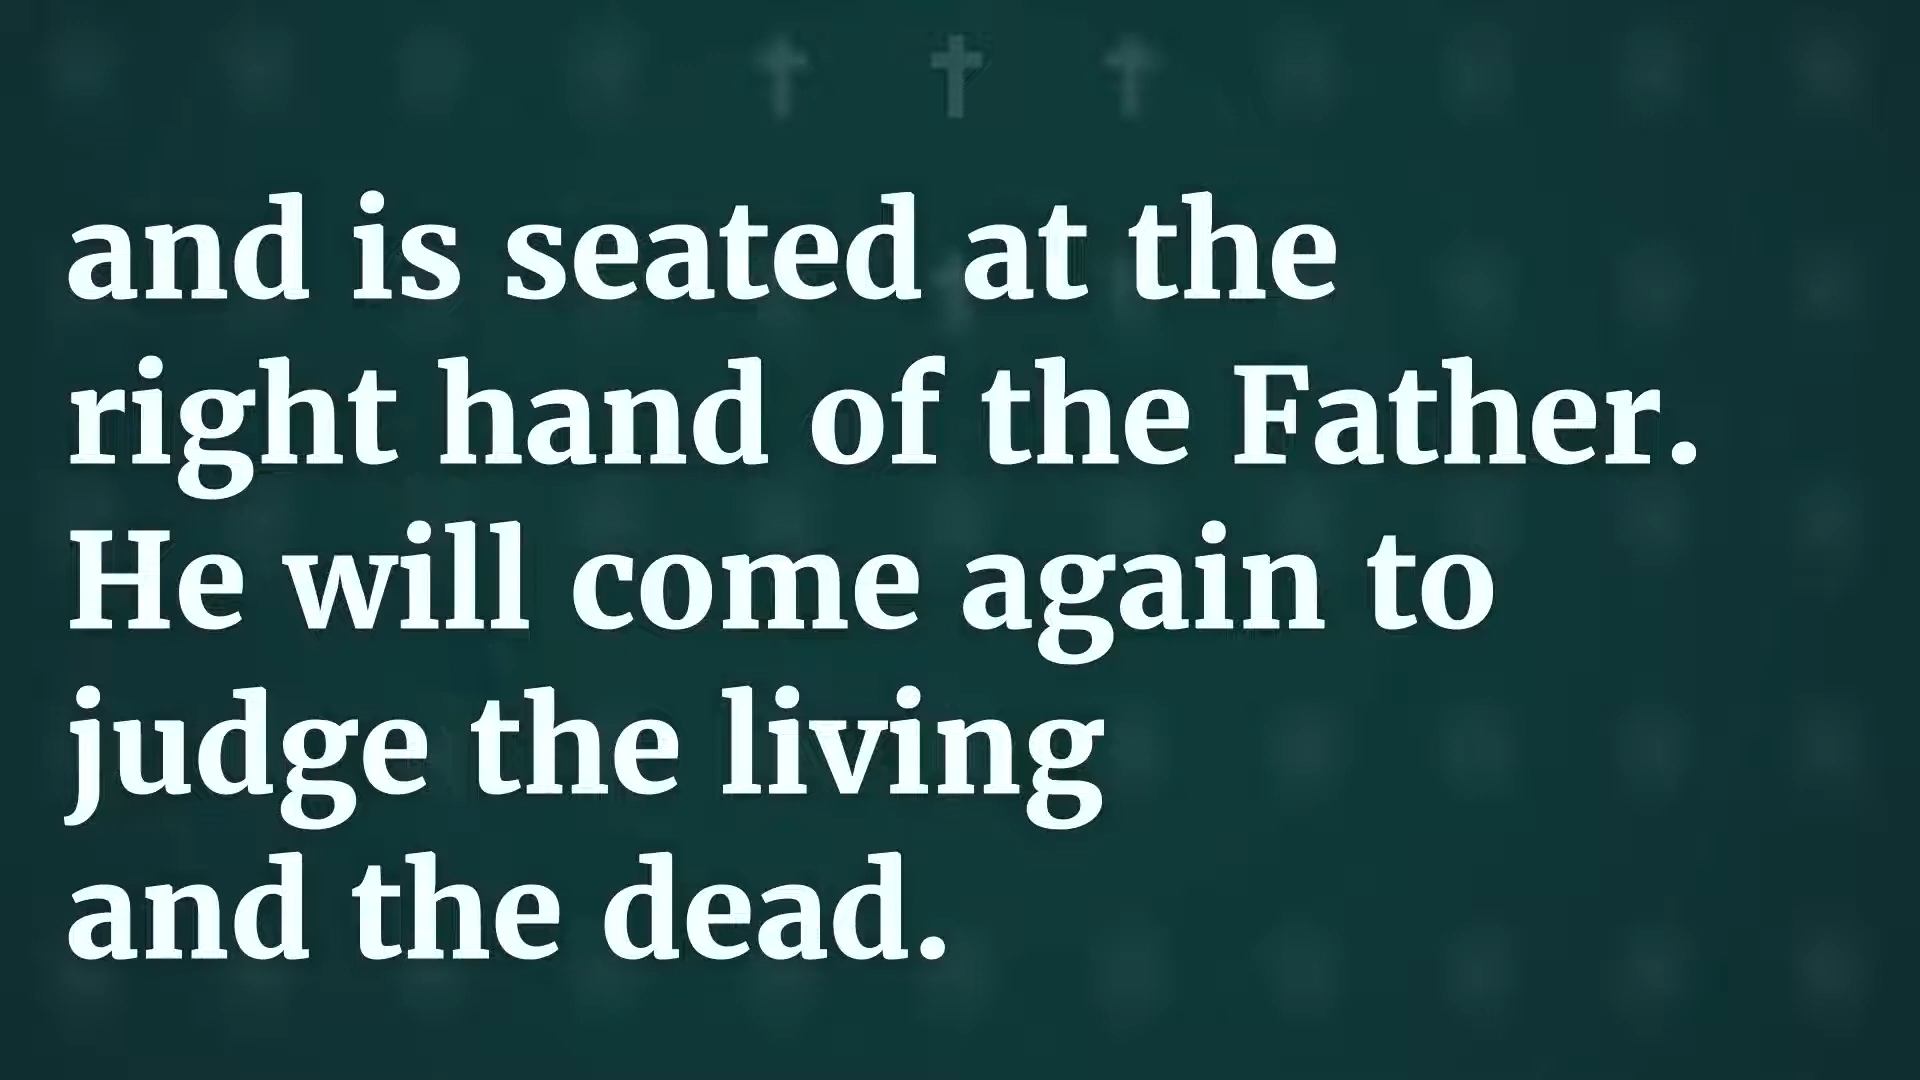 and is seated at the
right hand of the Father.
He will come again to
judge the living
and the dead.